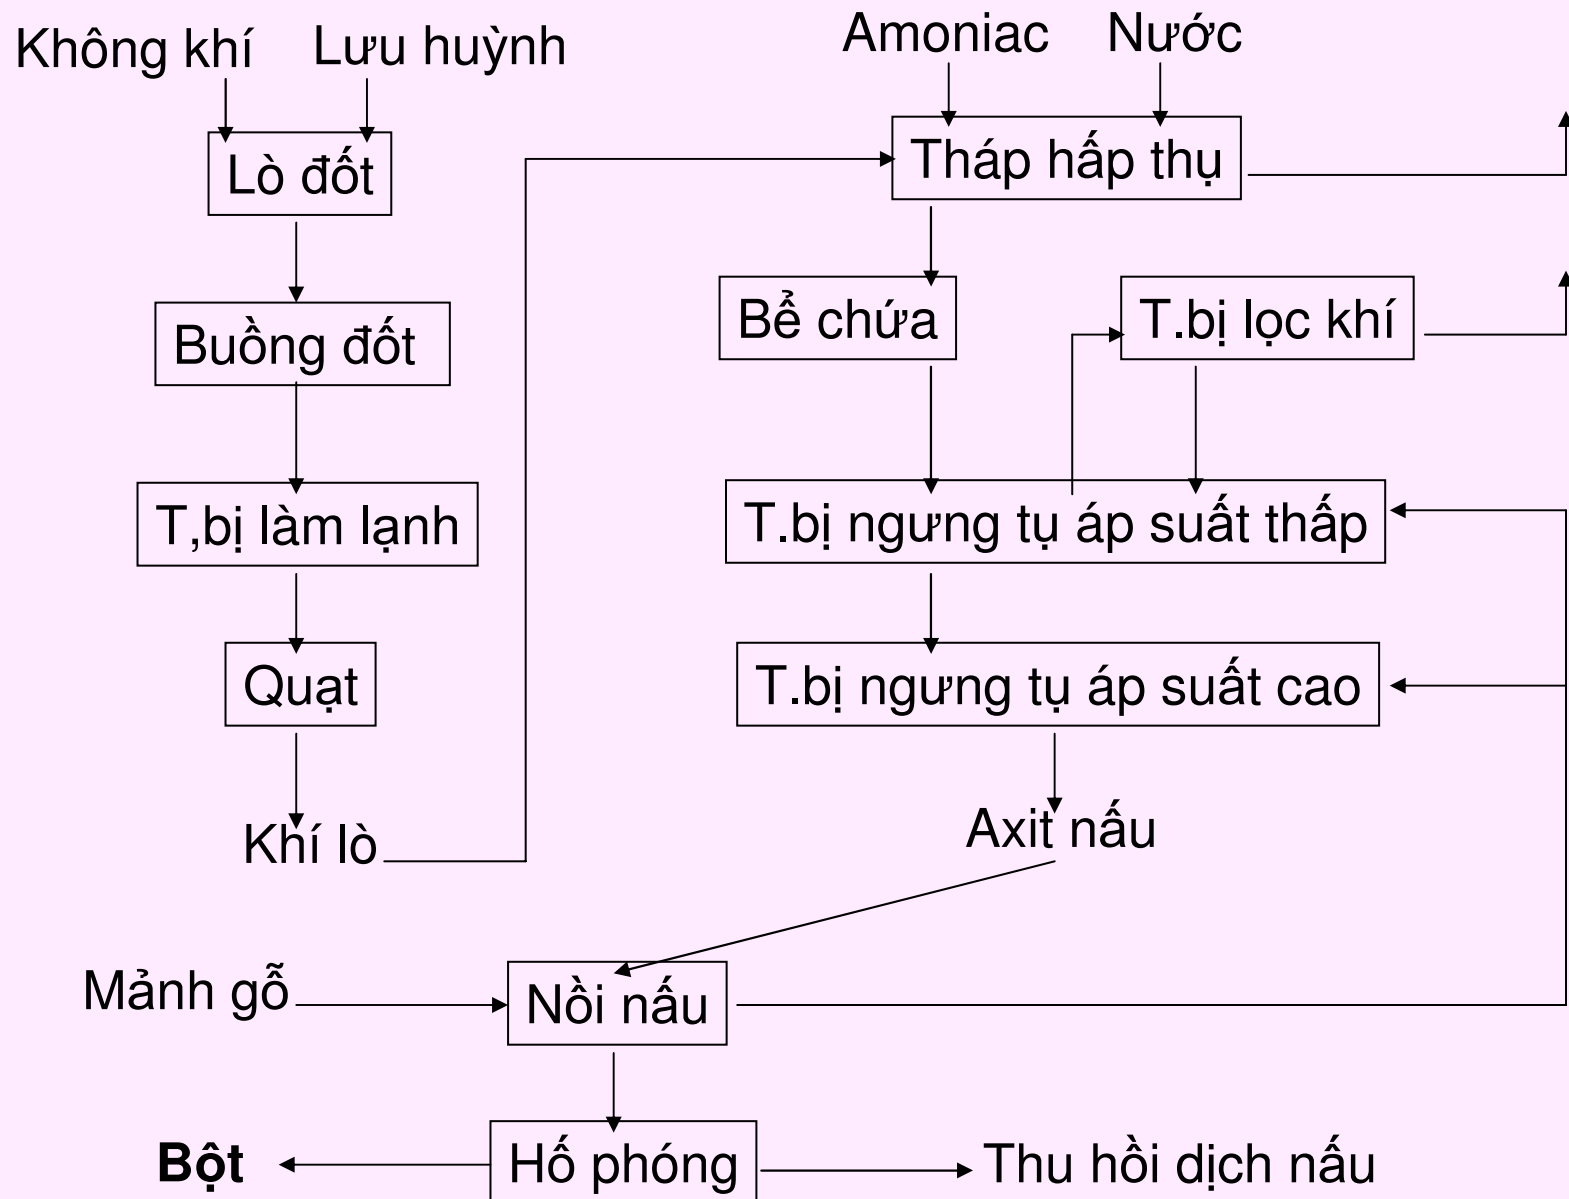 Không khí
Lưu huỳnh
Lò đốt
Buồng đốt
T,bị làm lạnh
Quạt
Khí lò
Amoniac
Nước
Tháp hấp thụ
Bể chứa
T.bị lọc khí
T.bị ngưng tụ áp suất thấp
T.bị ngưng tụ áp suất cao
Axit nấu
Mảnh gỗ
Nồi nấu
Bột
Hố phóng
Thu hồi dịch nấu